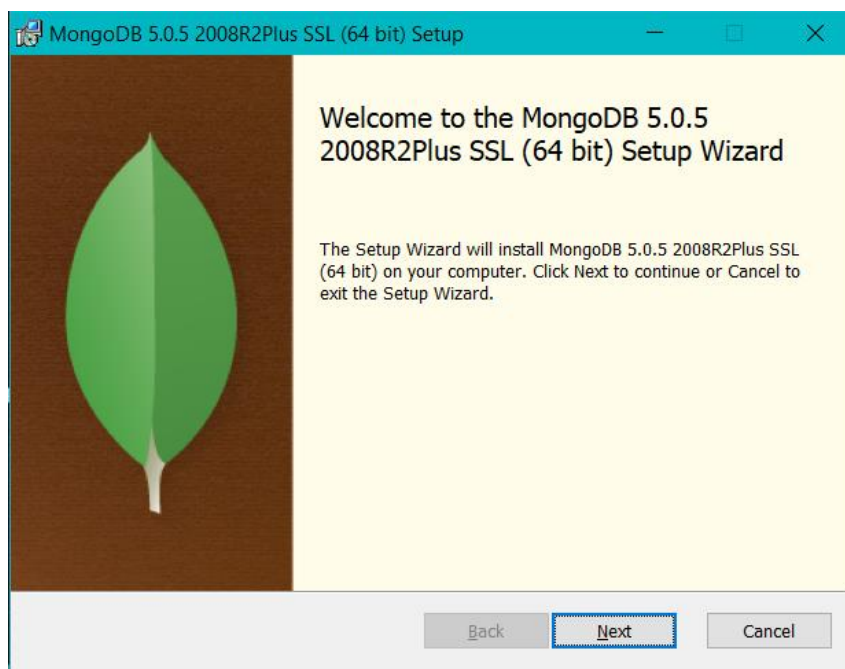 MongoDB 5.0.5 2008R2Plus SSL (64 bit) Setup
Welcome to the MongoDB 5.0.5
2008R2Plus SSL (64 bit) Setup Wizard
The Setup Wizard will install MongoDB 5.0.5 2008R2Plus SSL
(64 bit) on your computer. Click Next to continue or Cancel to
exit the Setup Wizard.
Back
Next
Cancel